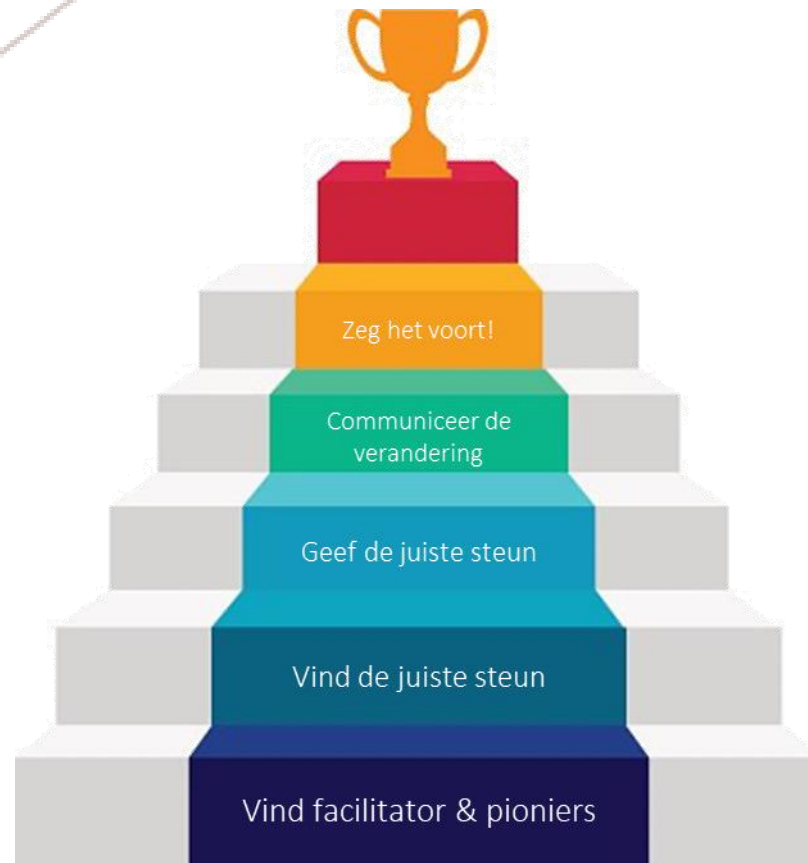 Zeg het voort!
Communiceer de
verandering
Geef de juiste steun
Vind de juiste steun
Vind facilitator & pioniers